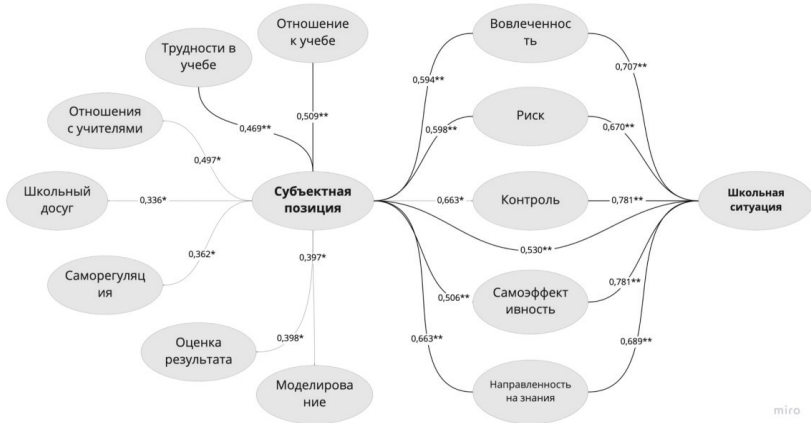 Отношение
к учебе
Трудности в
учебе
Отношения
с учителями
Школьный
досуг
Саморегуляц
ия
Оценка
результата
Моделирова
ние
0,509**
0,469**
0,497*
0,336*
0,362*
0,398*
0,397*
Субъектная
позиция
0,594**
0,598**
0,663*
0,530**
0,506**
0,663**
Вовлеченнос
ть
Риск
Контроль
Самоэффект
ивность
Направленность
на знания
0,707**
0,670**
0,781**
0,781**
0,689**
Школьная
ситуация
miro